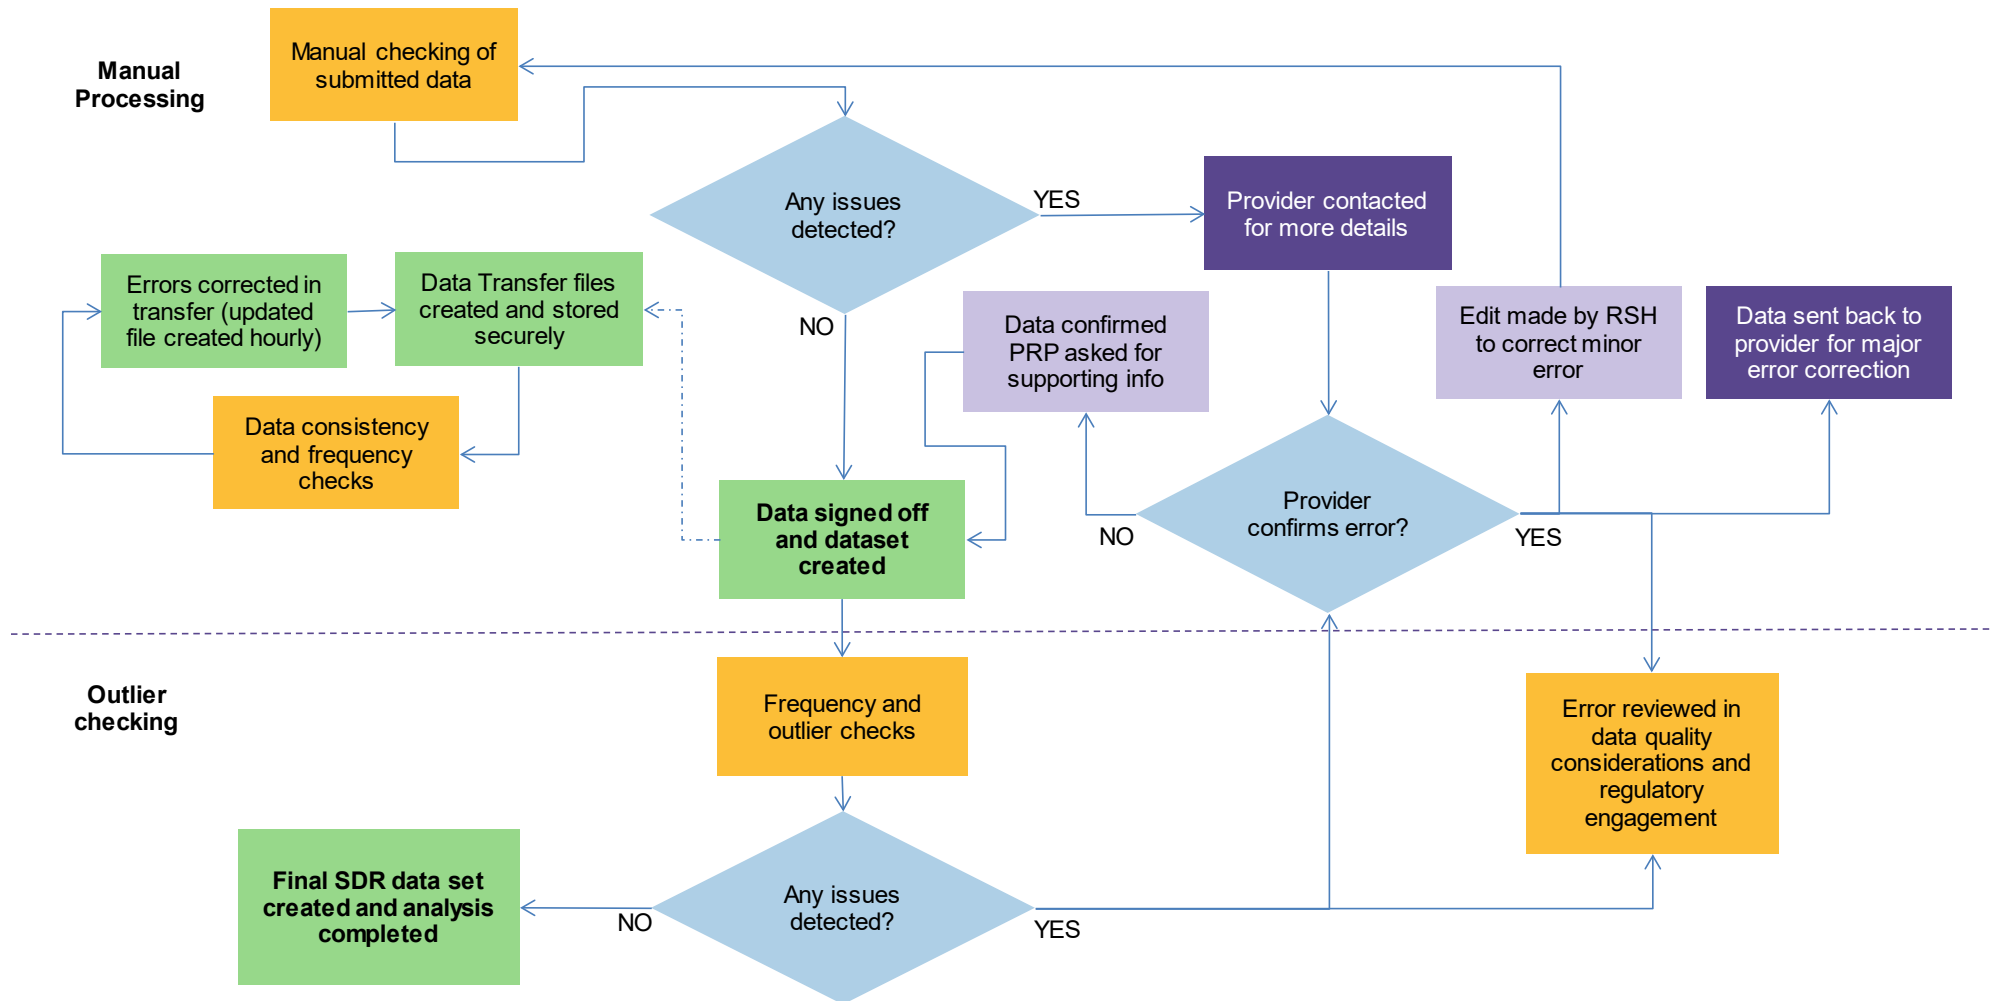 Manual
Processing
Manual checking of
submitted data
Any issues
detected?
YES
NO
Provider contacted
for more details
Errors corrected in
transfer (updated
file created hourly)
Data Transfer files
created and stored
securely
Data consistency
and frequency
checks
Data confirmed
PRP asked for
supporting info
Edit made by RSH
to correct minor
error
Data sent back to
provider for major
error correction
Data signed off
and dataset
created
Provider
confirms error?
NO
YES
Outlier
checking
Frequency and
outlier checks
Error reviewed in
data quality
considerations and
regulatory
engagement
Final SDR data set
created and analysis
completed
Any issues
detected?
NO
YES